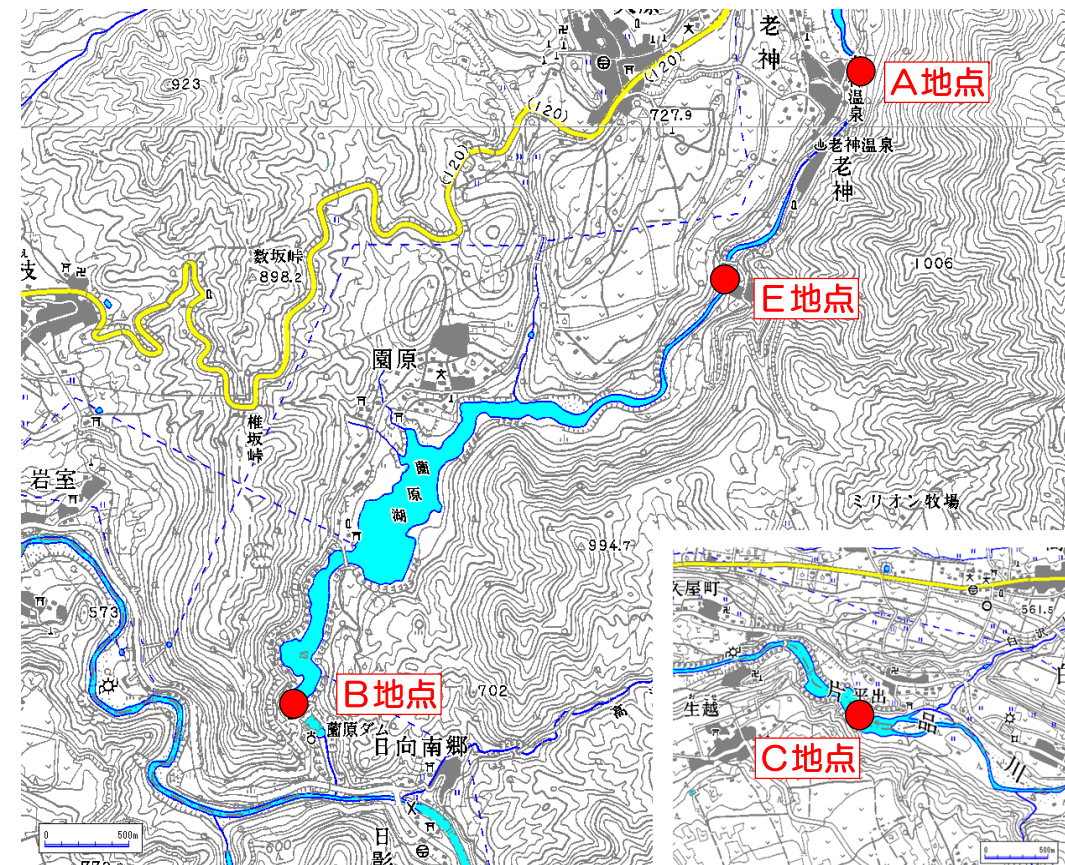 老神
923
(120)
(120)
727.9
A地点
温泉
老神温泉
老神
(120)
数坂峠
898.2
1006
E地点
園原
椎坂峠
薗原湖
岩室
ミリオン牧場
994.7
573
561.5
生越
平出
片品川
C地点
B地点
702
薗原ダム
日向南郷
日影
600
0 500m
0 500m